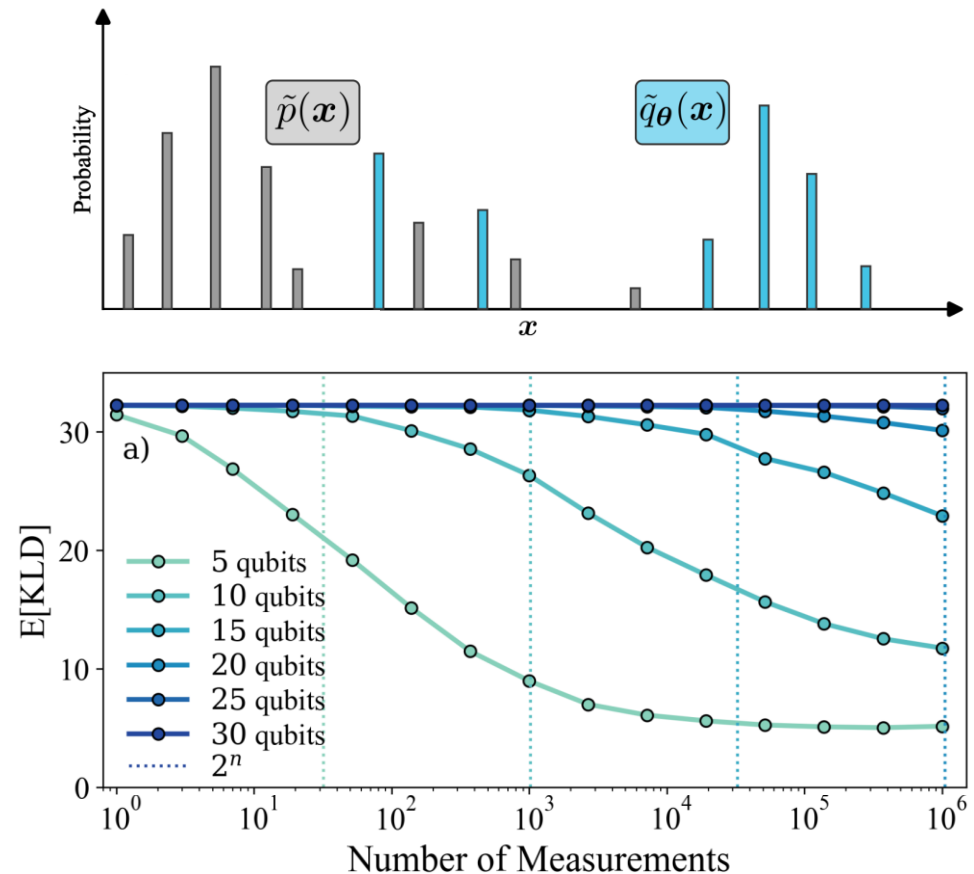 p̃(x)
q̃θ(x)
Probability
x
a)
30
20
10
0
E[KLD]
5 qubits
10 qubits
15 qubits
20 qubits
25 qubits
30 qubits
2ⁿ
10⁰ 10¹ 10² 10³ 10⁴ 10⁵ 10⁶
Number of Measurements